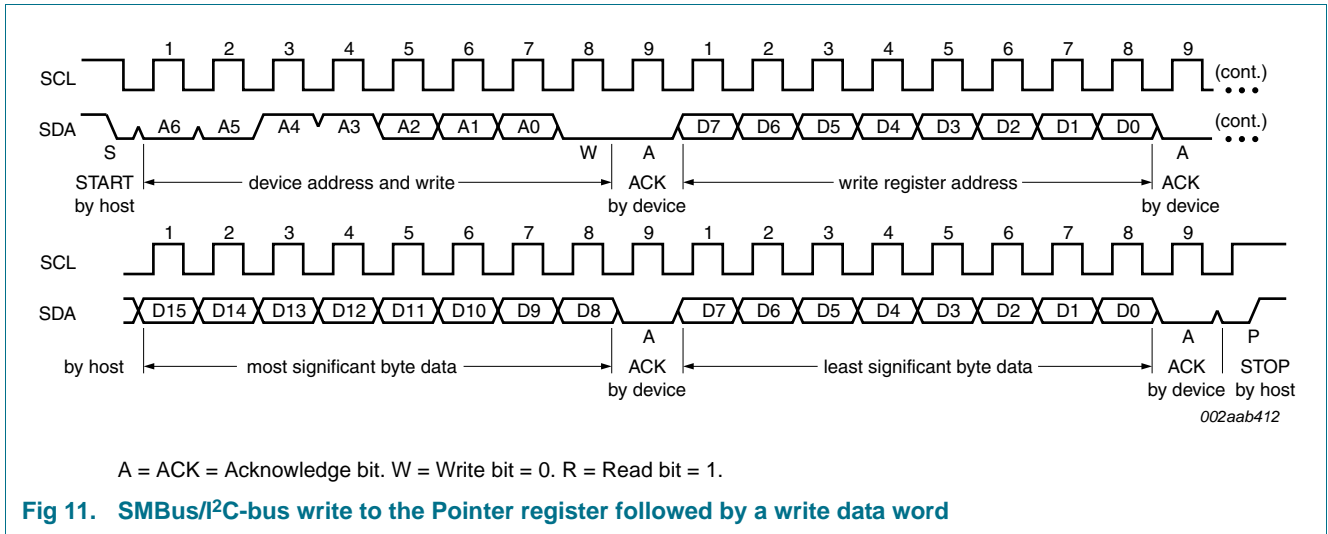 1 2 3 4 5 6 7 8 9 1 2 3 4 5 6 7 8 9
SCL (cont.)
SDA A6 A5 A4 A3 A2 A1 A0 D7 D6 D5 D4 D3 D2 D1 D0 (cont.)
S W A A
START device address and write ACK write register address ACK
by host by device by device
1 2 3 4 5 6 7 8 9 1 2 3 4 5 6 7 8 9
SCL
SDA D15 D14 D13 D12 D11 D10 D9 D8 D7 D6 D5 D4 D3 D2 D1 D0
A A P
by host most significant byte data ACK least significant byte data ACK STOP
by device by device by host
002aab412
A = ACK = Acknowledge bit. W = Write bit = 0. R = Read bit = 1.
Fig 11. SMBus/I²C-bus write to the Pointer register followed by a write data word